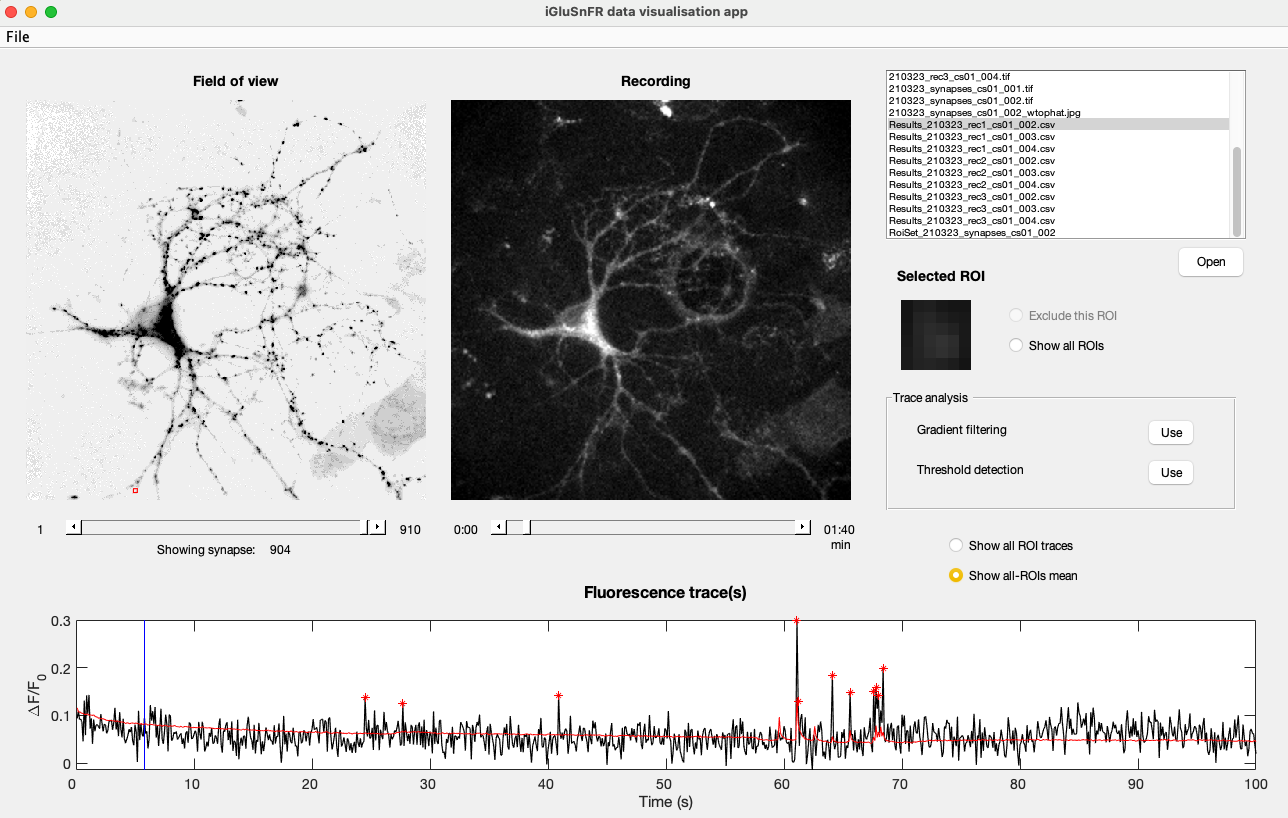 iGluSnFR data visualisation app
File
Field of view
Recording
210323_rec3_cs01_004.tif
210323_synapses_cs01_001.tif
210323_synapses_cs01_002.tif
210323_synapses_cs01_002_wtophat.jpg
Results_210323_rec1_cs01_002.csv
Results_210323_rec1_cs01_003.csv
Results_210323_rec1_cs01_004.csv
Results_210323_rec2_cs01_002.csv
Results_210323_rec2_cs01_003.csv
Results_210323_rec2_cs01_004.csv
Results_210323_rec3_cs01_002.csv
Results_210323_rec3_cs01_003.csv
Results_210323_rec3_cs01_004.csv
RoiSet_210323_synapses_cs01_002
Open
Selected ROI
Exclude this ROI
Show all ROIs
Trace analysis
Gradient filtering
Use
Threshold detection
Use
1
910
Showing synapse: 904
0:00
01:40
min
Show all ROI traces
Show all-ROIs mean
Fluorescence trace(s)
△F/F0
0.3
0.2
0.1
0
0 10 20 30 40 50 60 70 80 90 100
Time (s)